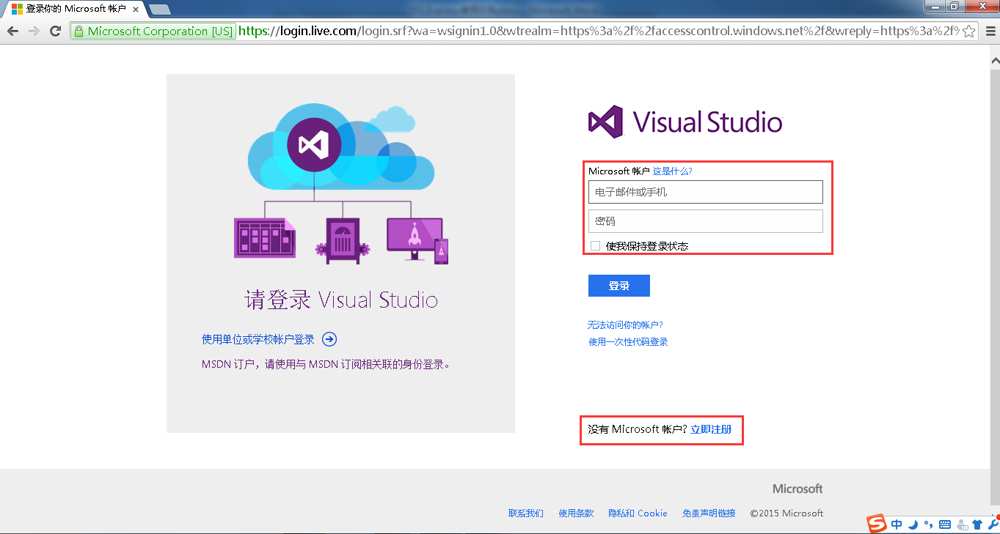 登录你的 Microsoft 帐户
Microsoft Corporation [US] https://login.live.com/login.srf?wa=wsignin1.0&wtrealm=https%3a%2f%2faccesscontrol.windows.net%2f&wreply=https%3a%2f%
Visual Studio
Microsoft 帐户 这是什么?
电子邮件或手机
密码
使我保持登录状态
登录
无法访问你的帐户?
使用一次性代码登录
请登录 Visual Studio
使用单位或学校帐户登录
MSDN 订户，请使用与 MSDN 订阅相关联的身份登录。
没有 Microsoft 帐户? 立即注册
Microsoft
联系我们 使用条款 隐私和 Cookie 免责声明链接 ©2015 Microsoft
S 中